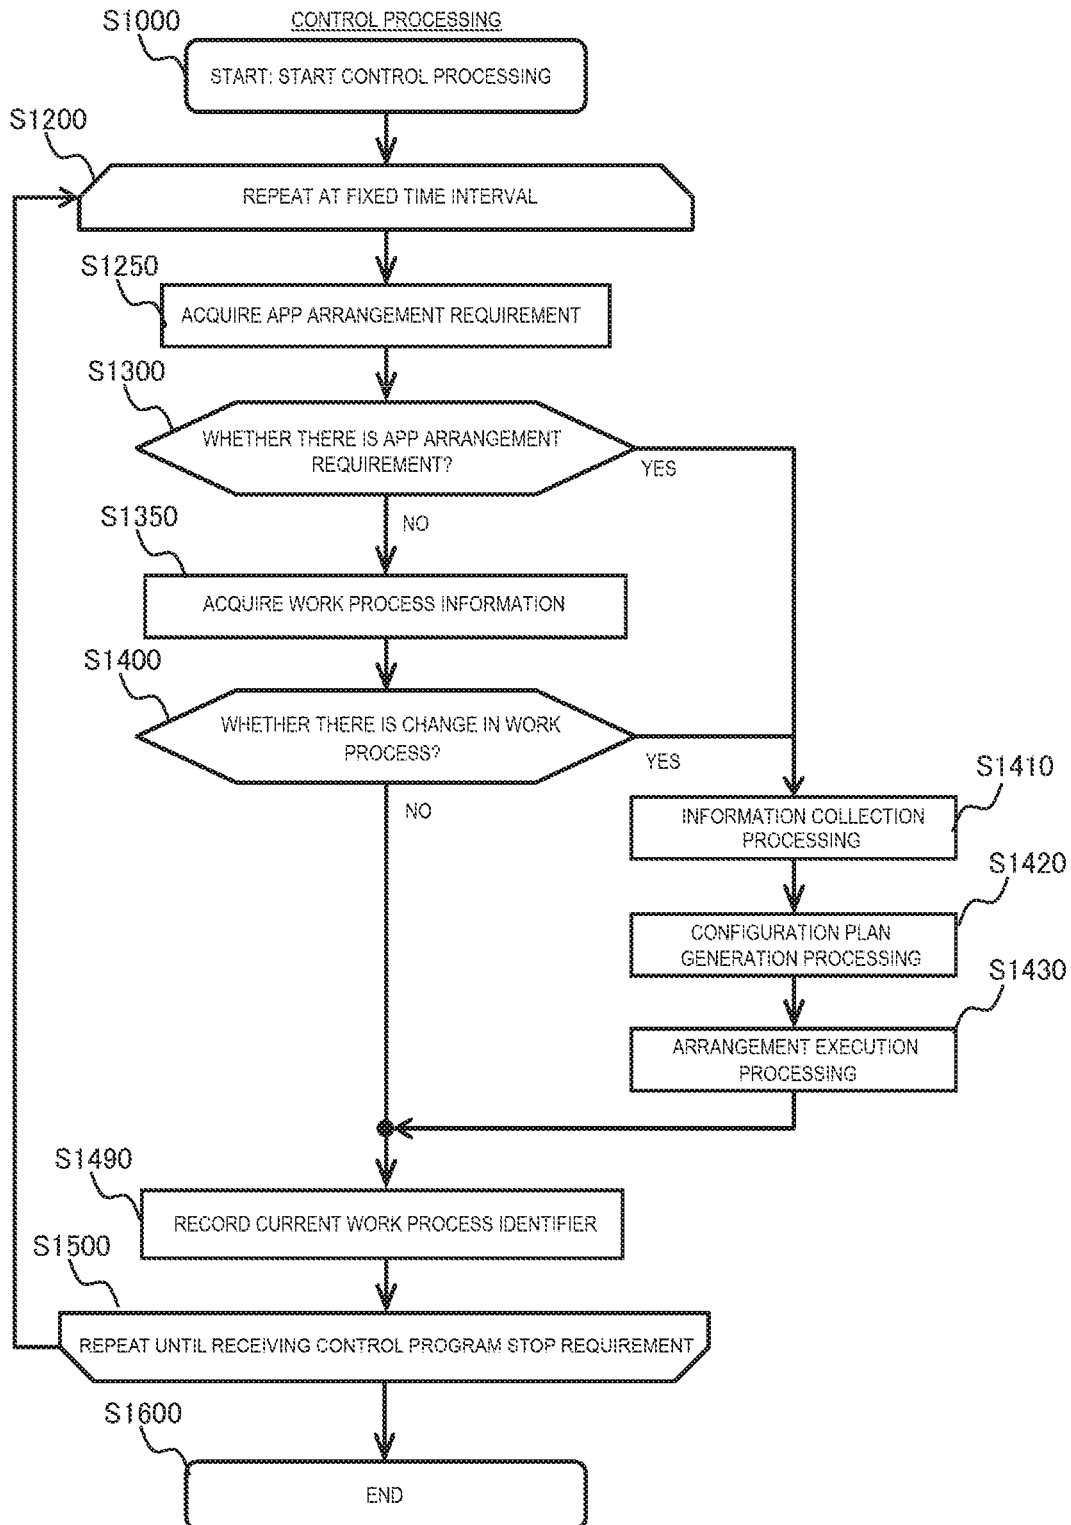 CONTROL PROCESSING
S1000
START: START CONTROL PROCESSING
S1200
REPEAT AT FIXED TIME INTERVAL
S1250
ACQUIRE APP ARRANGEMENT REQUIREMENT
S1300
WHETHER THERE IS APP ARRANGEMENT
REQUIREMENT?
YES
NO
S1350
ACQUIRE WORK PROCESS INFORMATION
S1400
WHETHER THERE IS CHANGE IN WORK
PROCESS?
YES
NO
S1410
INFORMATION COLLECTION
PROCESSING
S1420
CONFIGURATION PLAN
GENERATION PROCESSING
S1430
ARRANGEMENT EXECUTION
PROCESSING
S1490
RECORD CURRENT WORK PROCESS IDENTIFIER
S1500
REPEAT UNTIL RECEIVING CONTROL PROGRAM STOP REQUIREMENT
S1600
END